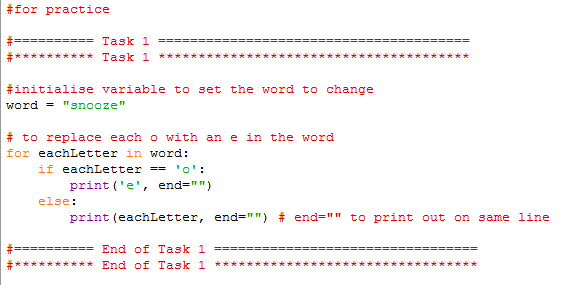 #for practice
#========== Task 1 =======================================
#********** Task 1 ***************************************
#initialise variable to set the word to change
word = "snooze"
# to replace each o with an e in the word
for eachLetter in word:
    if eachLetter == 'o':
        print('e', end="")
    else:
        print(eachLetter, end="") # end="" to print out on same line
#========== End of Task 1 =================================
#********** End of Task 1 *********************************